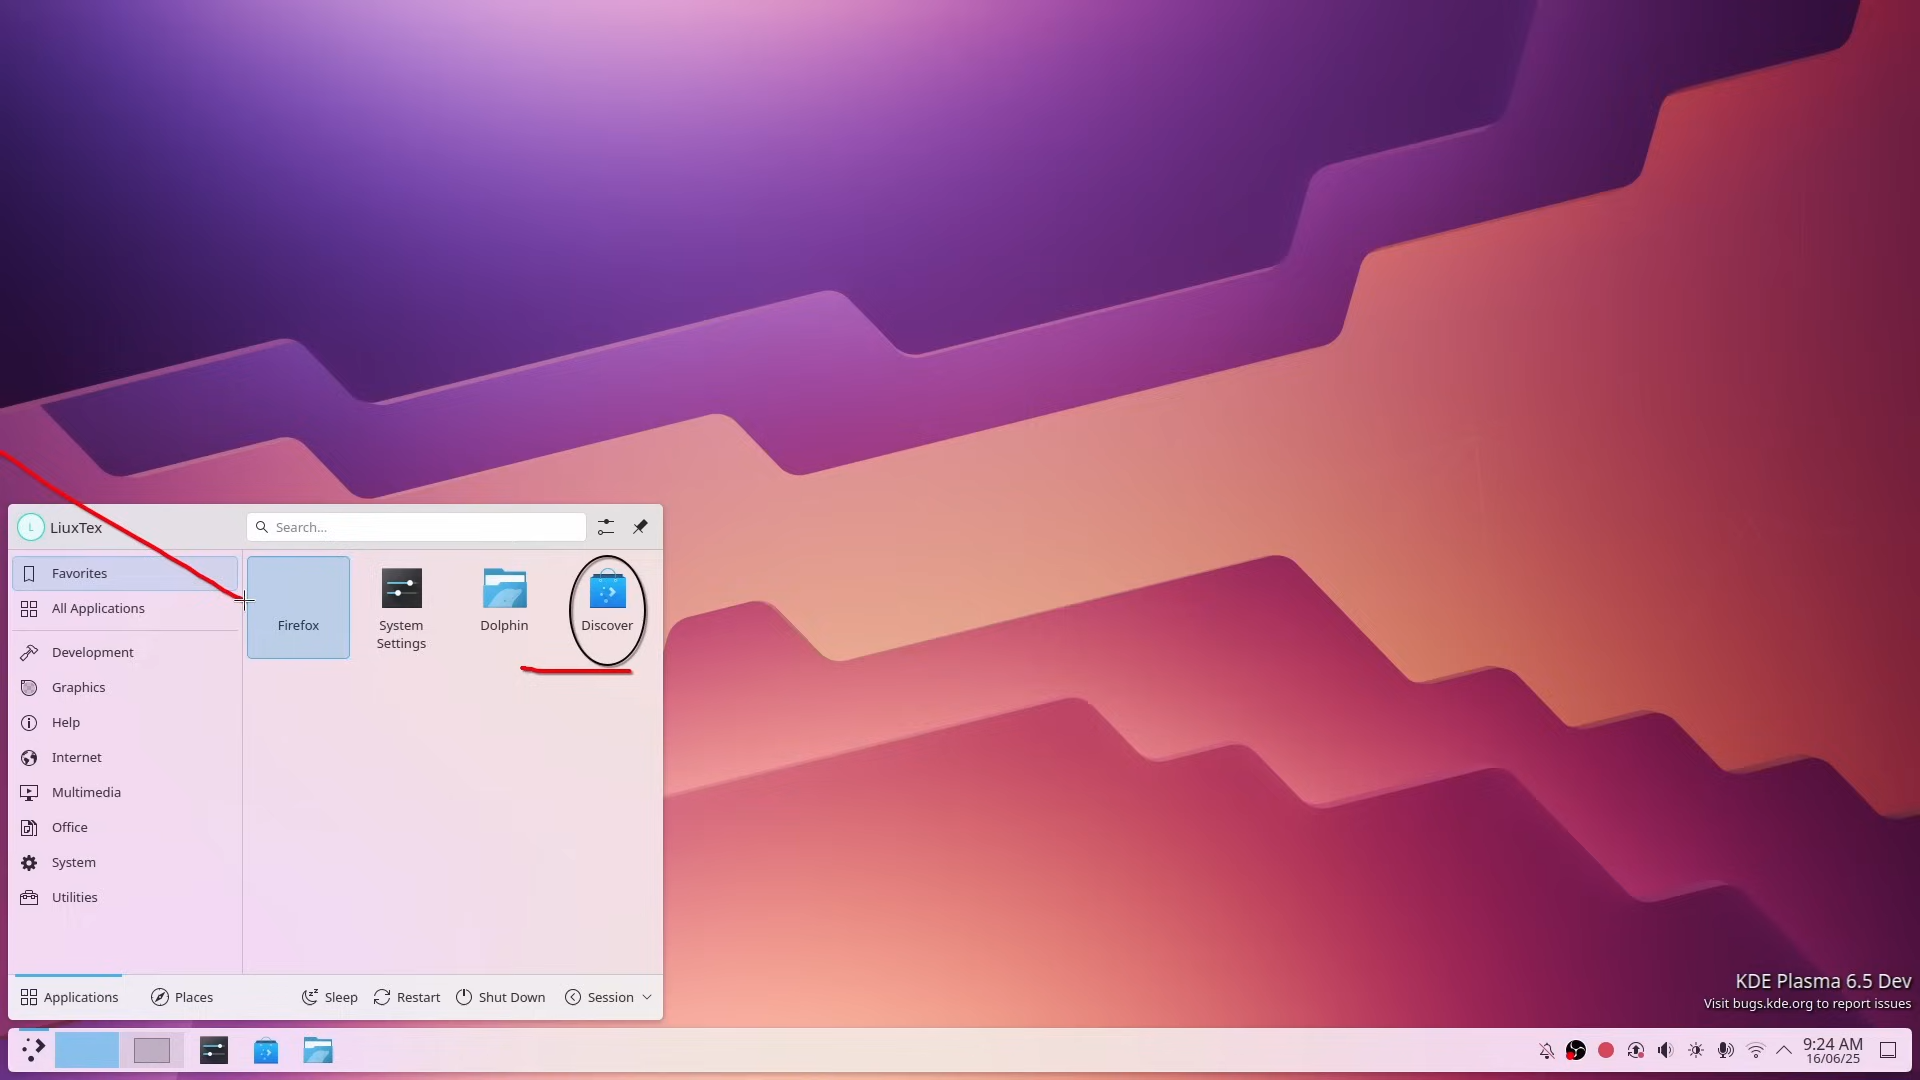 LiuxTex
Search...
Favorites
All Applications
Development
Graphics
Help
Internet
Multimedia
Office
System
Utilities
Firefox
System
Settings
Dolphin
Discover
Applications
Places
Sleep
Restart
Shut Down
Session
KDE Plasma 6.5 Dev
Visit bugs.kde.org to report issues
9:24 AM
16/06/25